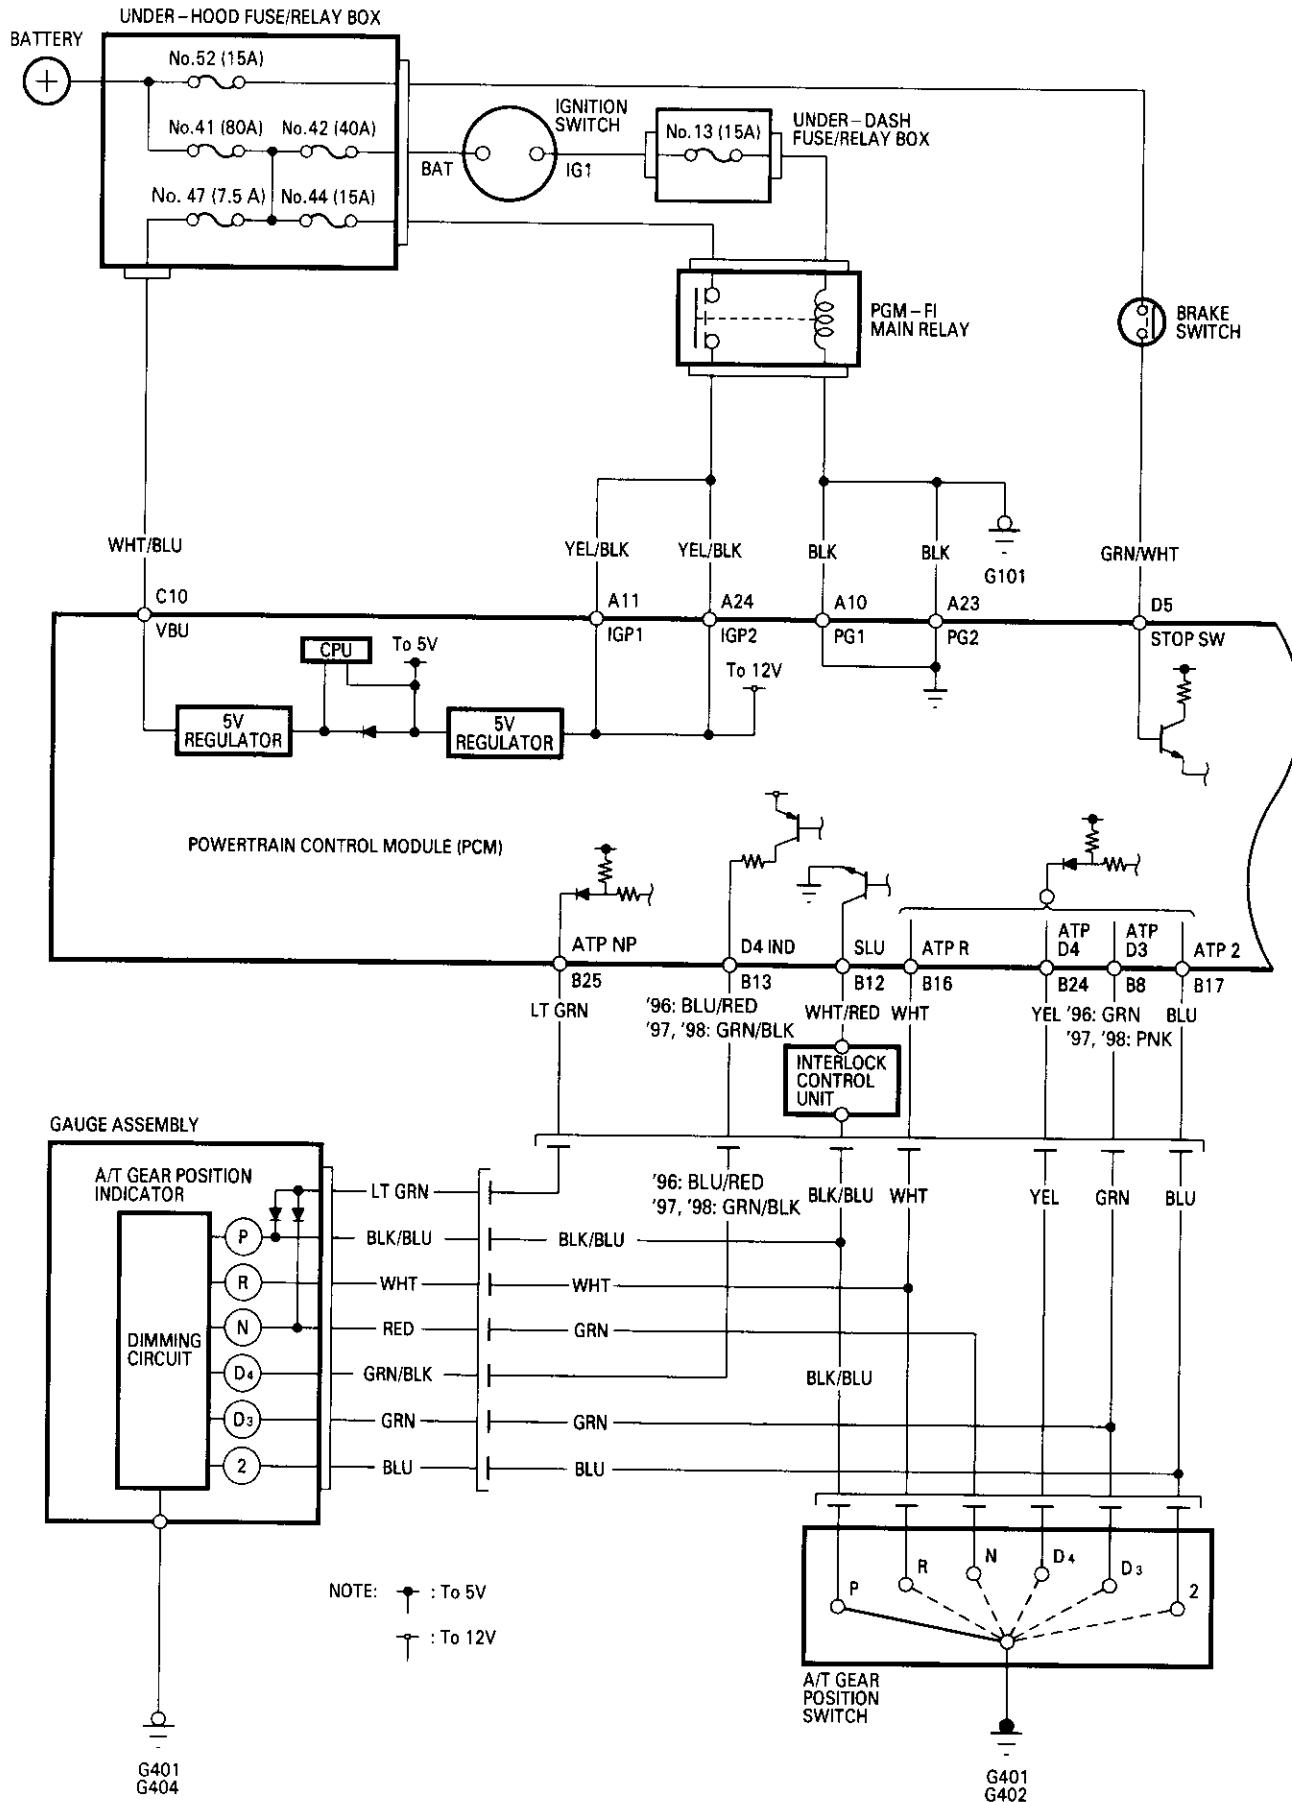 UNDER-HOOD FUSE/RELAY BOX
BATTERY
No.52 (15A)
No.41 (80A)
No.42 (40A)
No. 47 (7.5 A)
No.44 (15A)
BAT
IGNITION
SWITCH
IG1
No.13 (15A)
UNDER-DASH
FUSE/RELAY BOX
PGM-FI
MAIN RELAY
BRAKE
SWITCH
WHT/BLU
YEL/BLK
YEL/BLK
BLK
BLK
G101
GRN/WHT
C10
VBU
A11
IGP1
A24
IGP2
A10
PG1
A23
PG2
D5
STOP SW
CPU
To 5V
To 12V
5V
REGULATOR
5V
REGULATOR
POWERTRAIN CONTROL MODULE (PCM)
ATP NP
D4 IND
SLU
ATP R
ATP
D4
ATP
D3
ATP 2
B25
B13
B12
B16
B24
B8
B17
LT GRN
'96: BLU/RED
'97, '98: GRN/BLK
WHT/RED
WHT
YEL
'96: GRN
'97, '98: PNK
BLU
INTERLOCK
CONTROL
UNIT
GAUGE ASSEMBLY
A/T GEAR POSITION
INDICATOR
LT GRN
'96: BLU/RED
'97, '98: GRN/BLK
BLK/BLU
WHT
YEL
GRN
BLU
P
BLK/BLU
BLK/BLU
R
WHT
WHT
N
RED
GRN
DIMMING
CIRCUIT
D4
GRN/BLK
BLK/BLU
D3
GRN
GRN
2
BLU
BLU
P
R
N
D4
D3
2
NOTE:
: To 5V
: To 12V
A/T GEAR
POSITION
SWITCH
G401
G404
G401
G402